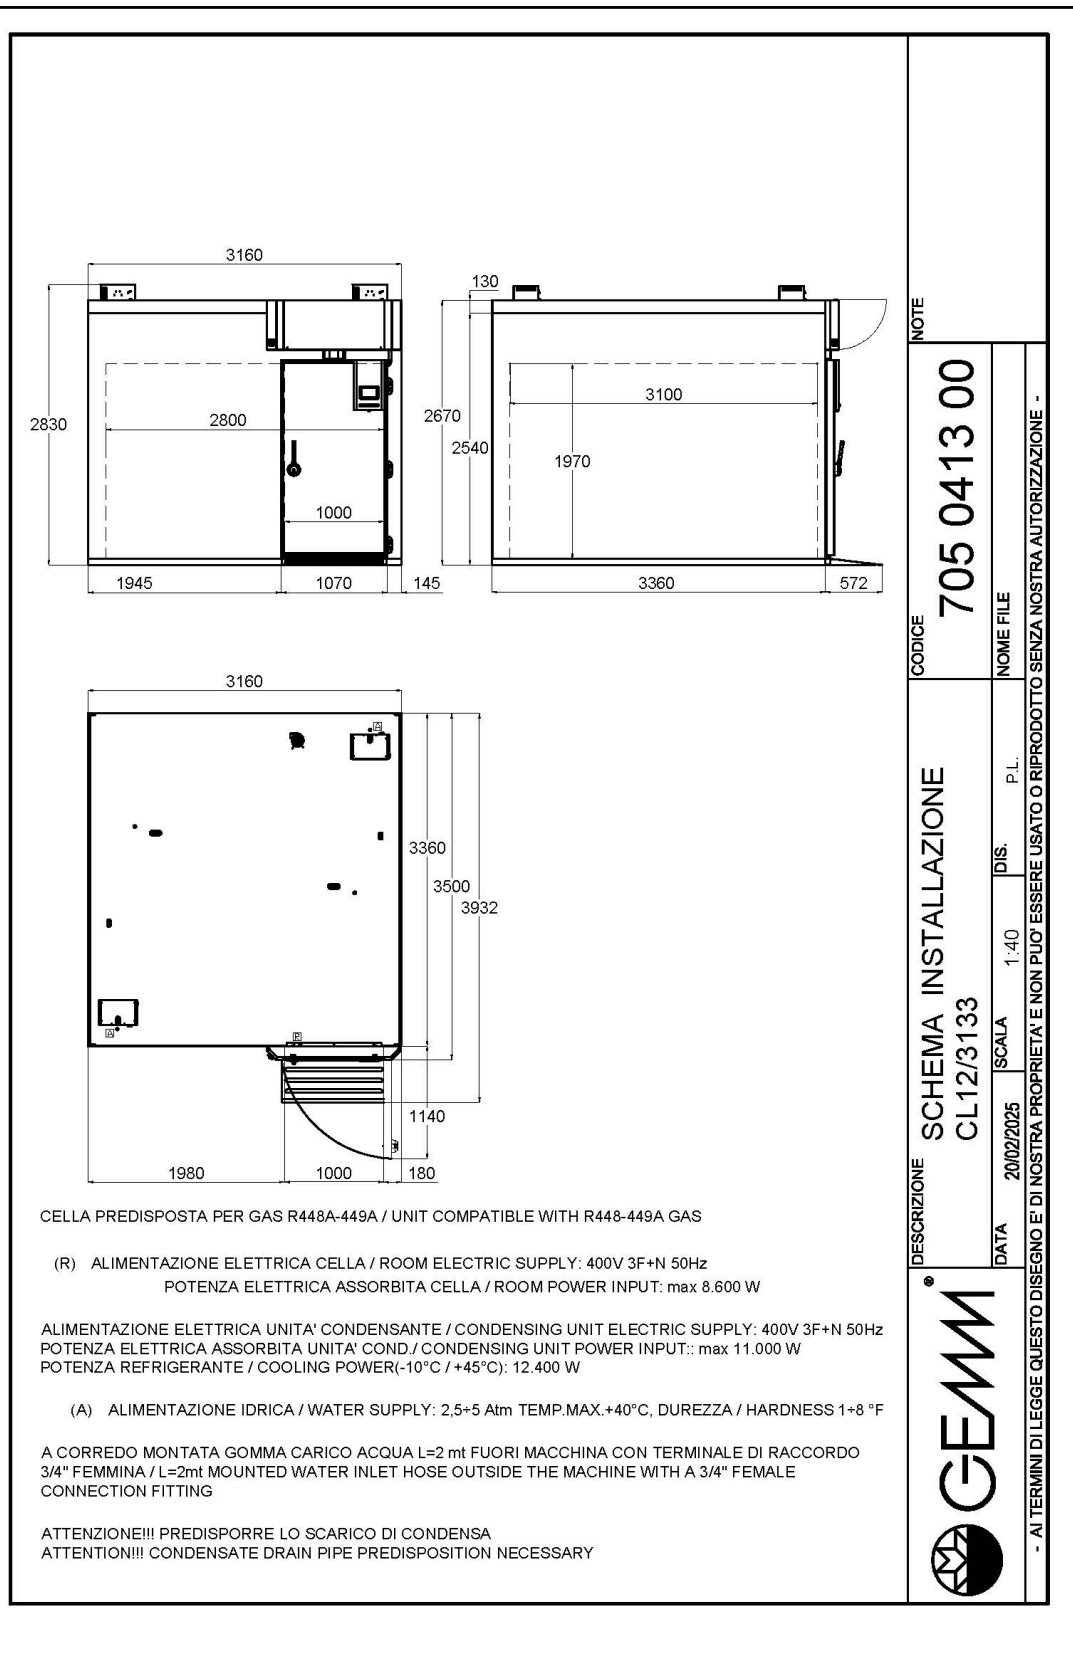 3160
130
2830
2800
1000
1945
1070
145
2670
2540
3100
1970
3360
572
3160
A
3360
3500
3932
A
R
1140
1980
1000
180
CELLA PREDISPOSTA PER GAS R448A-449A / UNIT COMPATIBLE WITH R448-449A GAS
(R) ALIMENTAZIONE ELETTRICA CELLA / ROOM ELECTRIC SUPPLY: 400V 3F+N 50Hz
POTENZA ELETTRICA ASSORBITA CELLA / ROOM POWER INPUT: max 8.600 W
ALIMENTAZIONE ELETTRICA UNITA' CONDENSANTE / CONDENSING UNIT ELECTRIC SUPPLY: 400V 3F+N 50Hz
POTENZA ELETTRICA ASSORBITA UNITA' COND./ CONDENSING UNIT POWER INPUT:: max 11.000 W
POTENZA REFRIGERANTE / COOLING POWER(-10°C / +45°C): 12.400 W
(A) ALIMENTAZIONE IDRICA / WATER SUPPLY: 2,5÷5 Atm TEMP.MAX.+40°C, DUREZZA / HARDNESS 1÷8 °F
A CORREDO MONTATA GOMMA CARICO ACQUA L=2 mt FUORI MACCHINA CON TERMINALE DI RACCORDO
3/4" FEMMINA / L=2mt MOUNTED WATER INLET HOSE OUTSIDE THE MACHINE WITH A 3/4" FEMALE
CONNECTION FITTING
ATTENZIONE!!! PREDISPORRE LO SCARICO DI CONDENSA
ATTENTION!!! CONDENSATE DRAIN PIPE PREDISPOSITION NECESSARY
GEMM®
DESCRIZIONE
SCHEMA INSTALLAZIONE
CL12/3133
CODICE
705 0413 00
NOTE
DATA
20/02/2025
SCALA
1:40
DIS.
P.L.
NOME FILE
- AI TERMINI DI LEGGE QUESTO DISEGNO E' DI NOSTRA PROPRIETA' E NON PUO' ESSERE USATO O RIPRODOTTO SENZA NOSTRA AUTORIZZAZIONE -